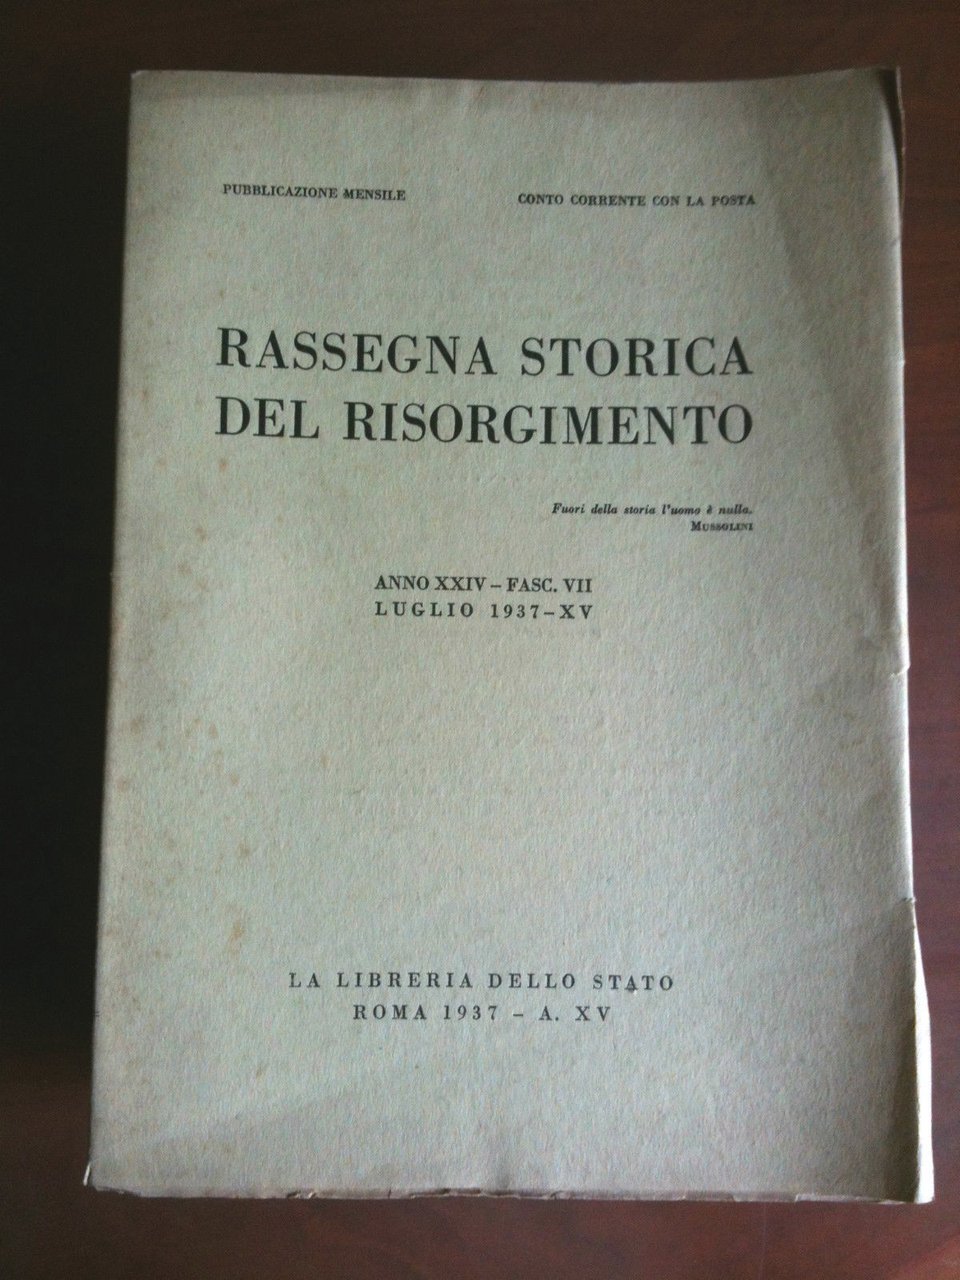 PUBBLICAZIONE MENSILE
CONTO CORRENTE CON LA POSTA
RASSEGNA STORICA
DEL RISORGIMENTO
Fuori della storia l'uomo è nulla.
MUSSOLINI
ANNO XXIV – FASC. VII
LUGLIO 1937–XV
LA LIBRERIA DELLO STATO
ROMA 1937 – A. XV